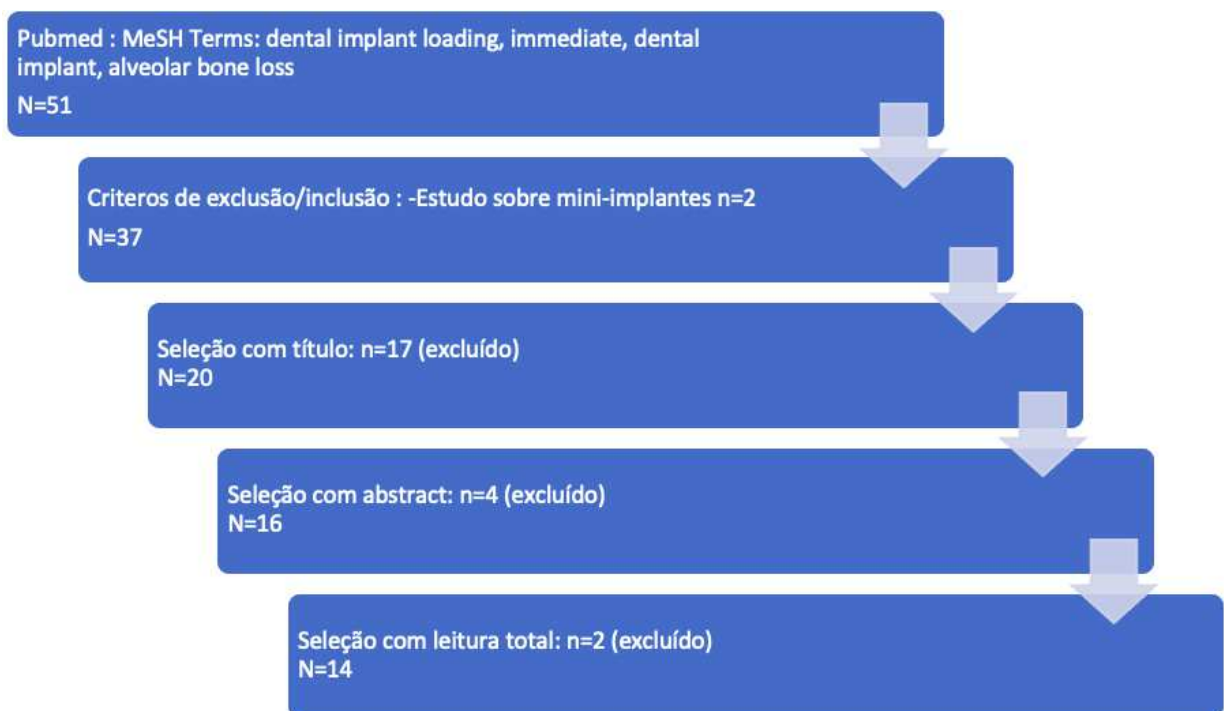 Pubmed : MeSH Terms: dental implant loading, immediate, dental
implant, alveolar bone loss
N=51
Criteros de exclusão/inclusão : -Estudo sobre mini-implantes n=2
N=37
Seleção com título: n=17 (excluído)
N=20
Seleção com abstract: n=4 (excluído)
N=16
Seleção com leitura total: n=2 (excluído)
N=14